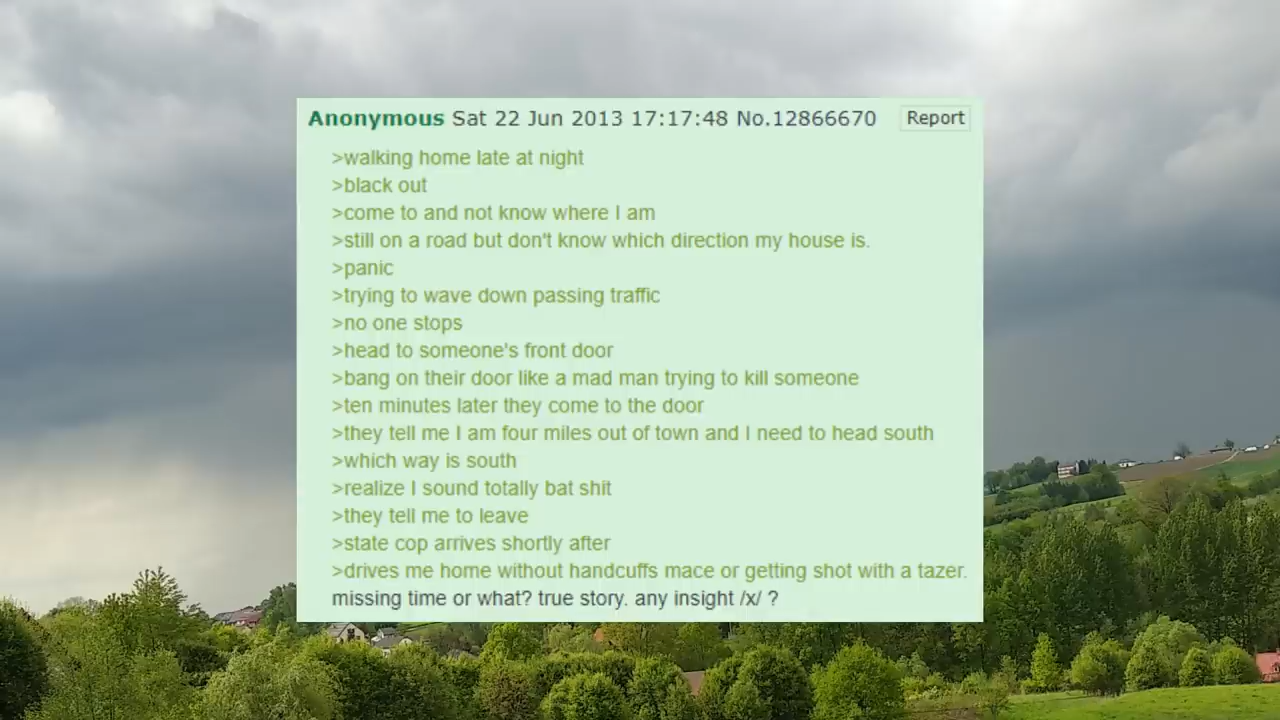 Anonymous Sat 22 Jun 2013 17:17:48 No.12866670 Report
>walking home late at night
>black out
>come to and not know where I am
>still on a road but don't know which direction my house is.
>panic
>trying to wave down passing traffic
>no one stops
>head to someone's front door
>bang on their door like a mad man trying to kill someone
>ten minutes later they come to the door
>they tell me I am four miles out of town and I need to head south
>which way is south
>realize I sound totally bat shit
>they tell me to leave
>state cop arrives shortly after
>drives me home without handcuffs mace or getting shot with a tazer.
missing time or what? true story. any insight /x/ ?